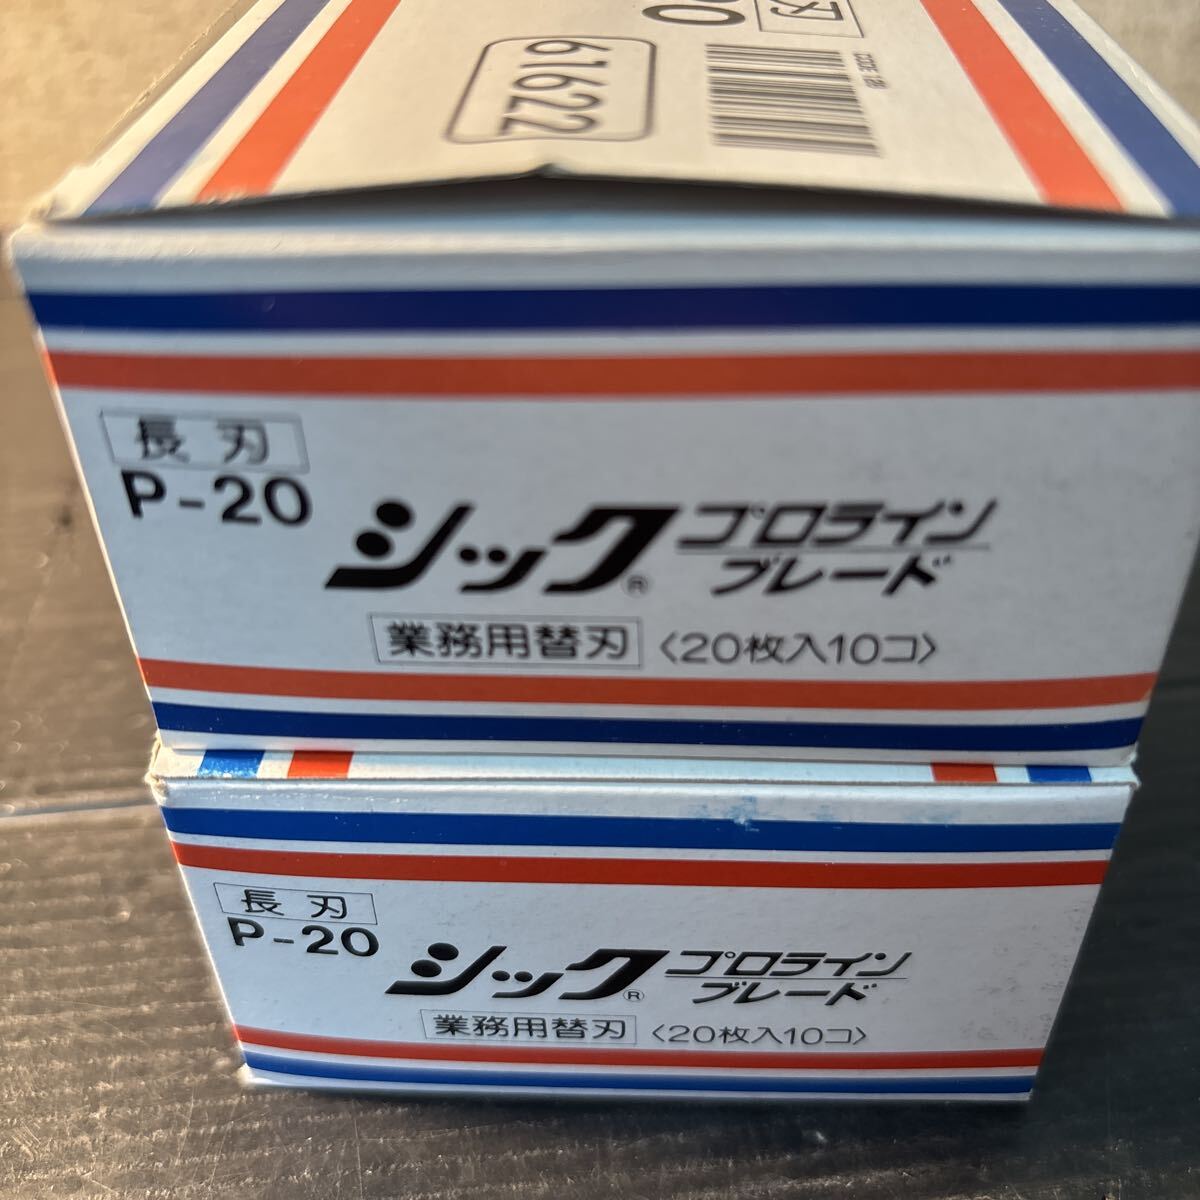 刃
61622
長刃
P-20
シック® プロライン
ブレード
業務用替刃 〈20枚入10コ〉
長刃
P-20
シック® プロライン
ブレード
業務用替刃 〈20枚入10コ〉